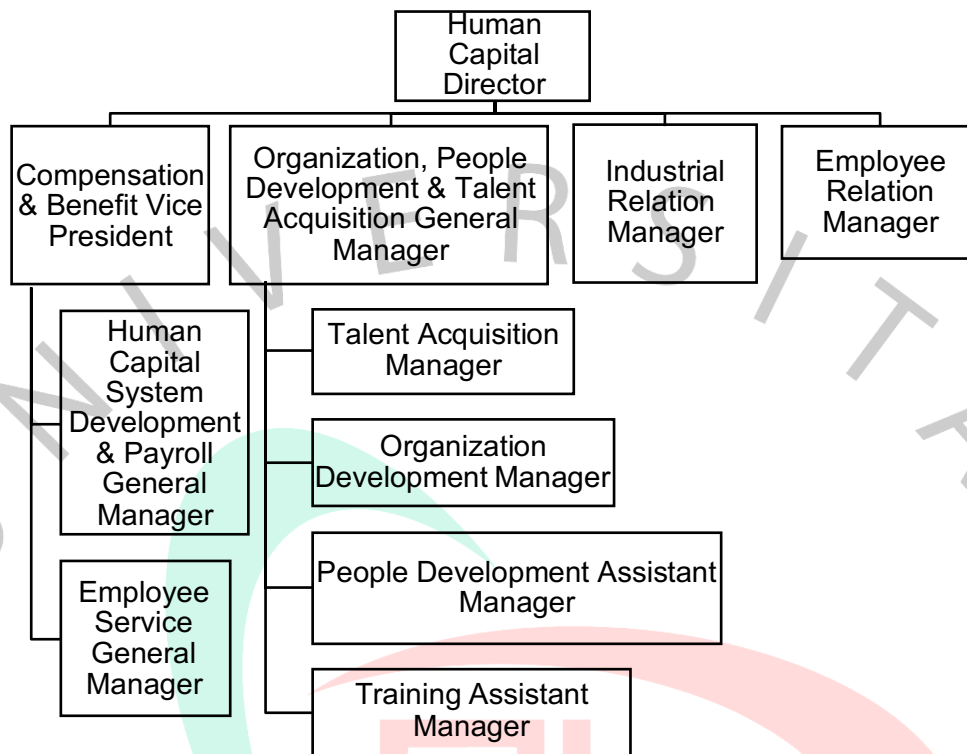 Human
Capital
Director
Compensation
& Benefit Vice
President
Organization, People
Development & Talent
Acquisition General
Manager
Industrial
Relation
Manager
Employee
Relation
Manager
Human
Capital
System
Development
& Payroll
General
Manager
Employee
Service
General
Manager
Talent Acquisition
Manager
Organization
Development Manager
People Development Assistant
Manager
Training Assistant
Manager
NIVERSITA